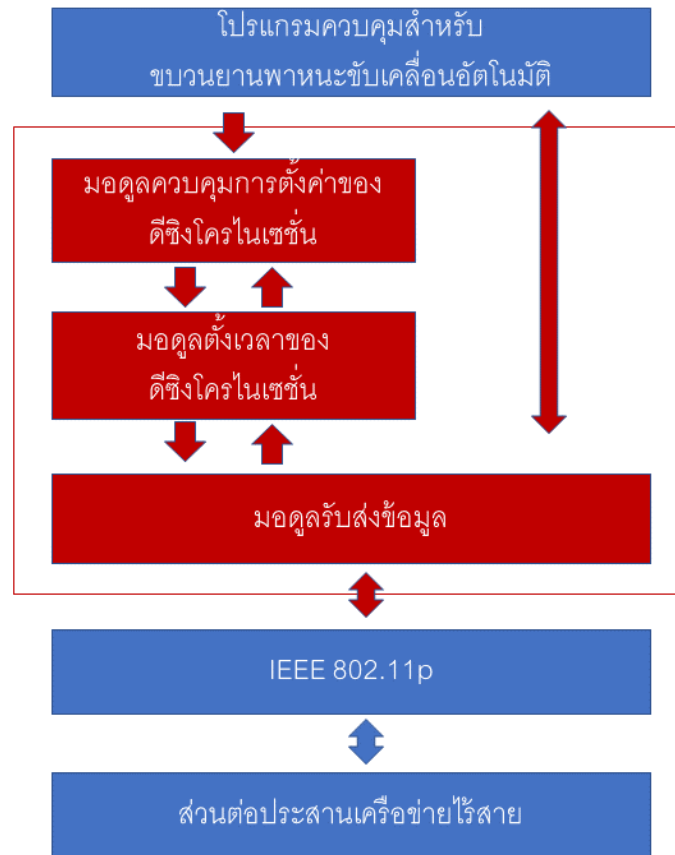 โปรแกรมควบคุมสำหรับ
ขบวนยานพาหนะขับเคลื่อนอัตโนมัติ
มอดูลควบคุมการตั้งค่าของ
ดีซิงโครไนเซชั่น
มอดูลตั้งเวลาของ
ดีซิงโครไนเซชั่น
มอดูลรับส่งข้อมูล
IEEE 802.11p
ส่วนต่อประสานเครือข่ายไร้สาย